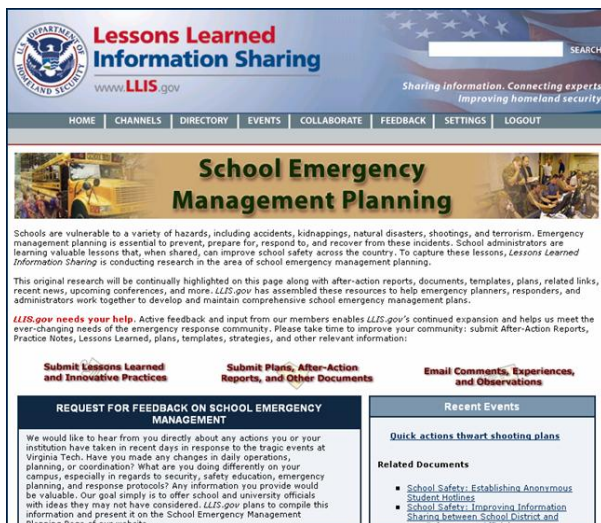 U.S. DEPARTMENT OF
HOMELAND SECURITY
Lessons Learned
Information Sharing
www.LLIS.gov
SEARCH
Sharing information. Connecting experts
Improving homeland security
HOME | CHANNELS | DIRECTORY | EVENTS | COLLABORATE | FEEDBACK | SETTINGS | LOGOUT
School Emergency
Management Planning
Schools are vulnerable to a variety of hazards, including accidents, kidnappings, natural disasters, shootings, and terrorism. Emergency
management planning is essential to prevent, prepare for, respond to, and recover from these incidents. School administrators are
learning valuable lessons that, when shared, can improve school safety across the country. To capture these lessons, Lessons Learned
Information Sharing is conducting research in the area of school emergency management planning.
This original research will be continually highlighted on this page along with after-action reports, documents, templates, plans, related links,
recent news, upcoming conferences, and more. LLIS.gov has assembled these resources to help emergency planners, responders, and
administrators work together to develop and maintain comprehensive school emergency management plans.
LLIS.gov needs your help. Active feedback and input from our members enables LLIS.gov's continued expansion and helps us meet the
ever-changing needs of the emergency response community. Please take time to improve your community: submit After-Action Reports,
Practice Notes, Lessons Learned, plans, templates, strategies, and other relevant information:
Submit Lessons Learned
and Innovative Practices
Submit Plans, After-Action
Reports, and Other Documents
Email Comments, Experiences,
and Observations
REQUEST FOR FEEDBACK ON SCHOOL EMERGENCY
MANAGEMENT
We would like to hear from you directly about any actions you or your
institution have taken in recent days in response to the tragic events at
Virginia Tech. Have you made any changes in daily operations,
planning, or coordination? What are you doing differently on your
campus, especially in regards to security, safety education, emergency
planning, and response protocols? Any information you provide would
be valuable. Our goal simply is to offer school and university officials
with ideas they may not have considered. LLIS.gov plans to compile this
information and present it on the School Emergency Management
Planning Page of our website.
Recent Events
Quick actions thwart shooting plans
Related Documents
School Safety: Establishing Anonymous
Student Hotlines
School Safety: Improving Information
Sharing between School District and